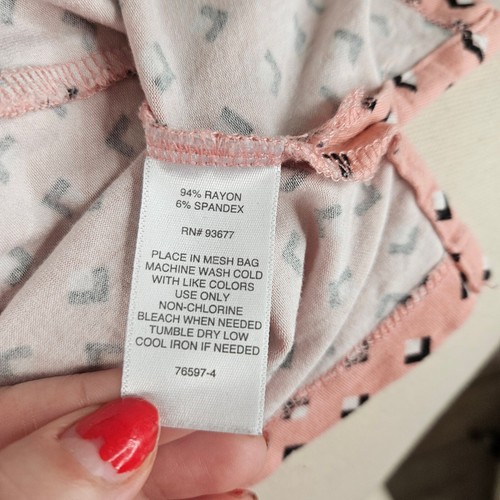 94% RAYON
6% SPANDEX
RN# 93677
PLACE IN MESH BAG
MACHINE WASH COLD
WITH LIKE COLORS
USE ONLY
NON-CHLORINE
BLEACH WHEN NEEDED
TUMBLE DRY LOW
COOL IRON IF NEEDED
76597-4